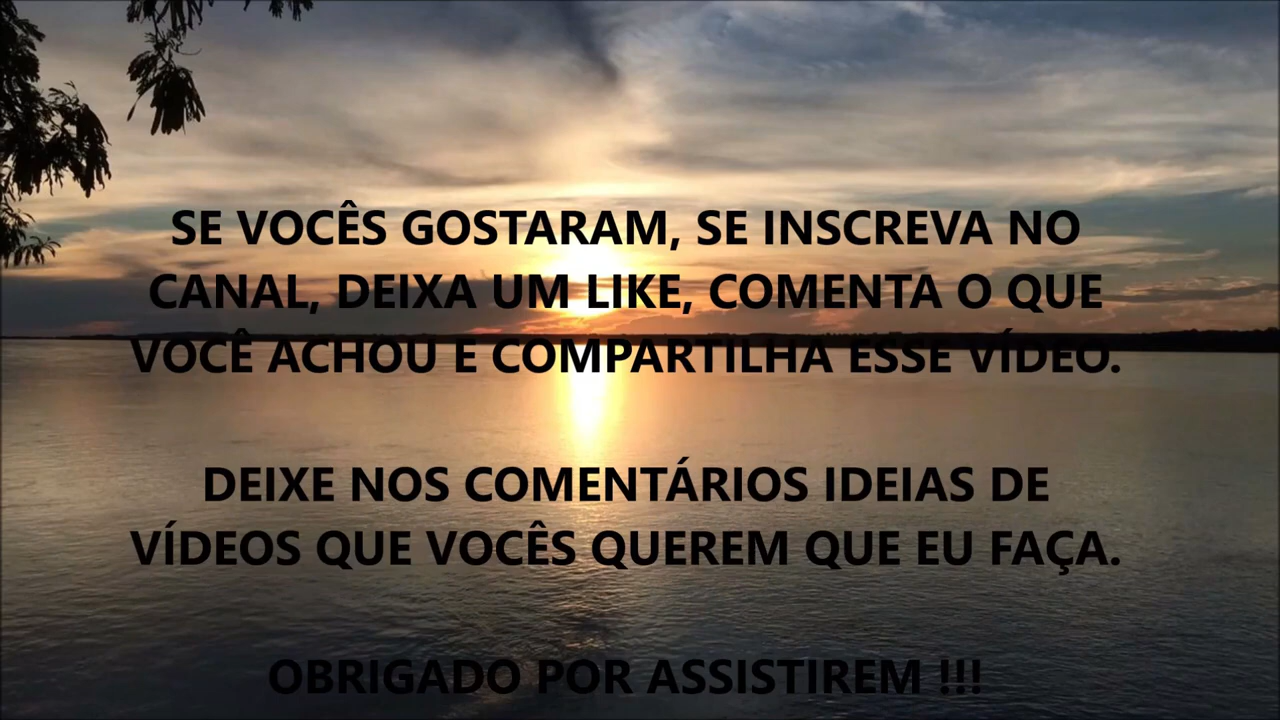 SE VOCÊS GOSTARAM, SE INSCREVA NO
CANAL, DEIXA UM LIKE, COMENTA O QUE
VOCÊ ACHOU E COMPARTILHA ESSE VÍDEO.
DEIXE NOS COMENTÁRIOS IDEIAS DE
VÍDEOS QUE VOCÊS QUEREM QUE EU FAÇA.
OBRIGADO POR ASSISTIREM !!!